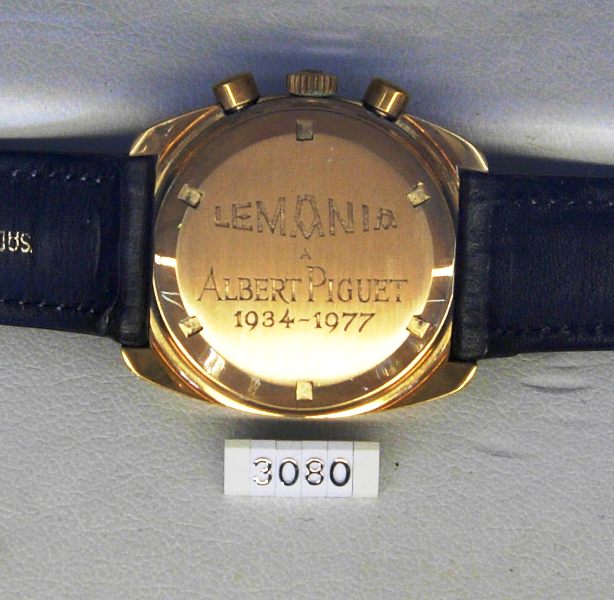 LEMANIA
A
ALBERT PIGUET
1934-1977
3080